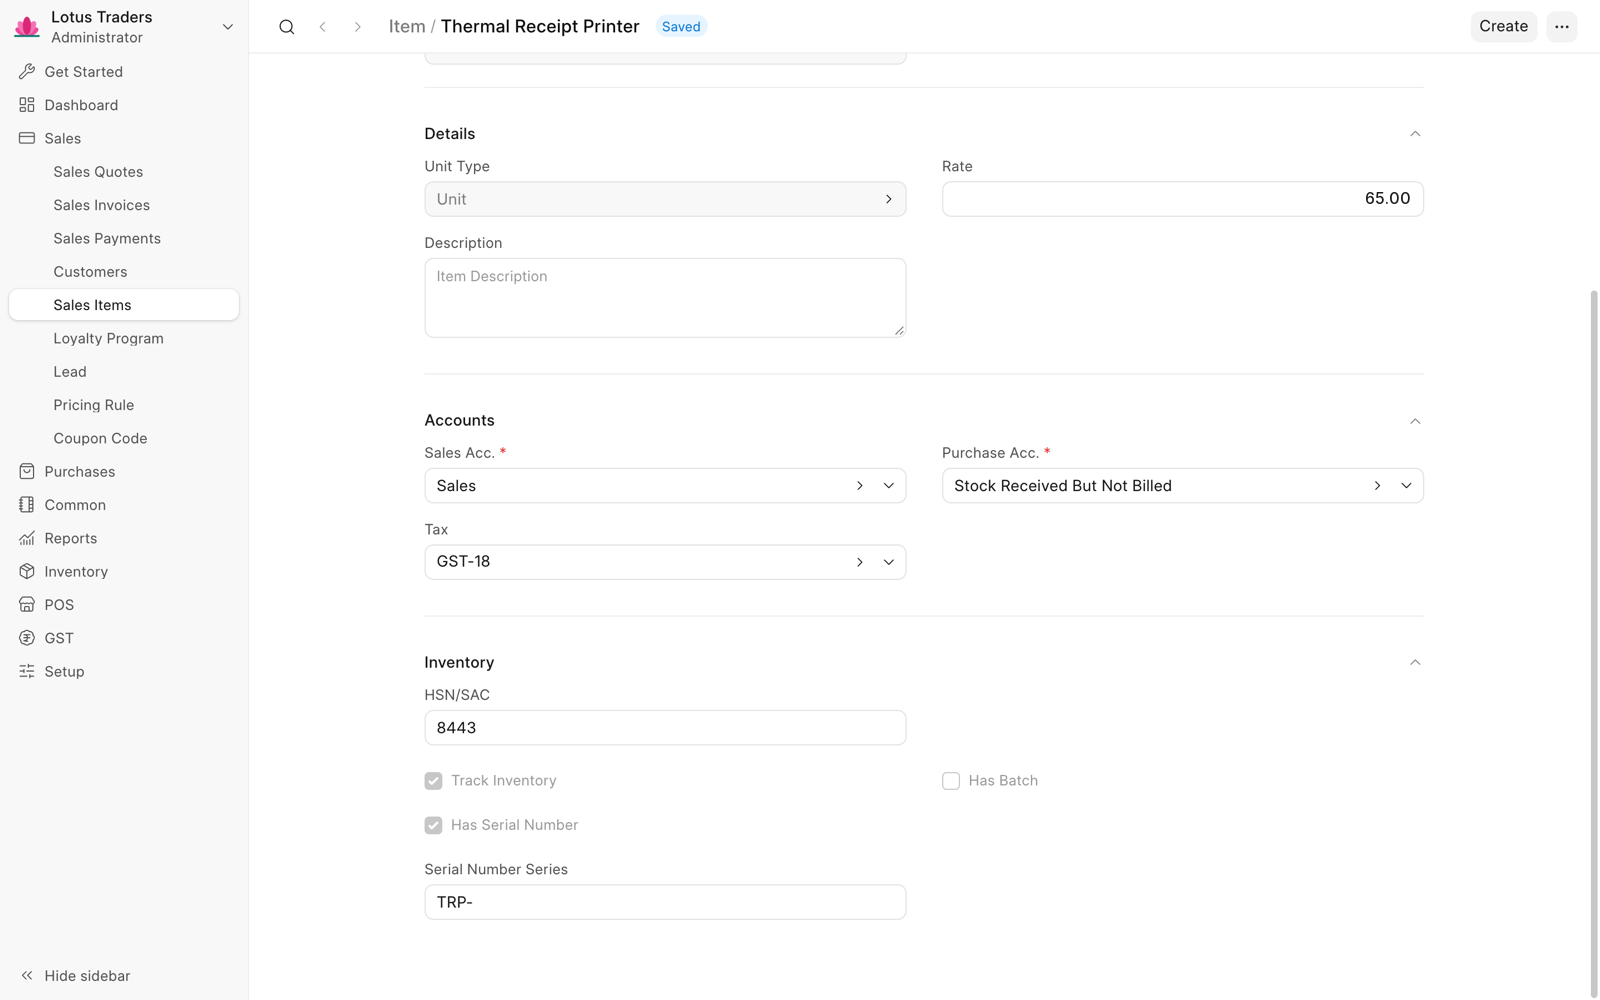 Lotus Traders
Administrator
Get Started
Dashboard
Sales
Sales Quotes
Sales Invoices
Sales Payments
Customers
Sales Items
Loyalty Program
Lead
Pricing Rule
Coupon Code
Purchases
Common
Reports
Inventory
POS
GST
Setup
Hide sidebar
Item / Thermal Receipt Printer Saved
Create
Details
Unit Type Rate
Unit 65.00
Description
Item Description
Accounts
Sales Acc. * Purchase Acc. *
Sales Stock Received But Not Billed
Tax
GST-18
Inventory
HSN/SAC
8443
Track Inventory Has Batch
Has Serial Number
Serial Number Series
TRP-